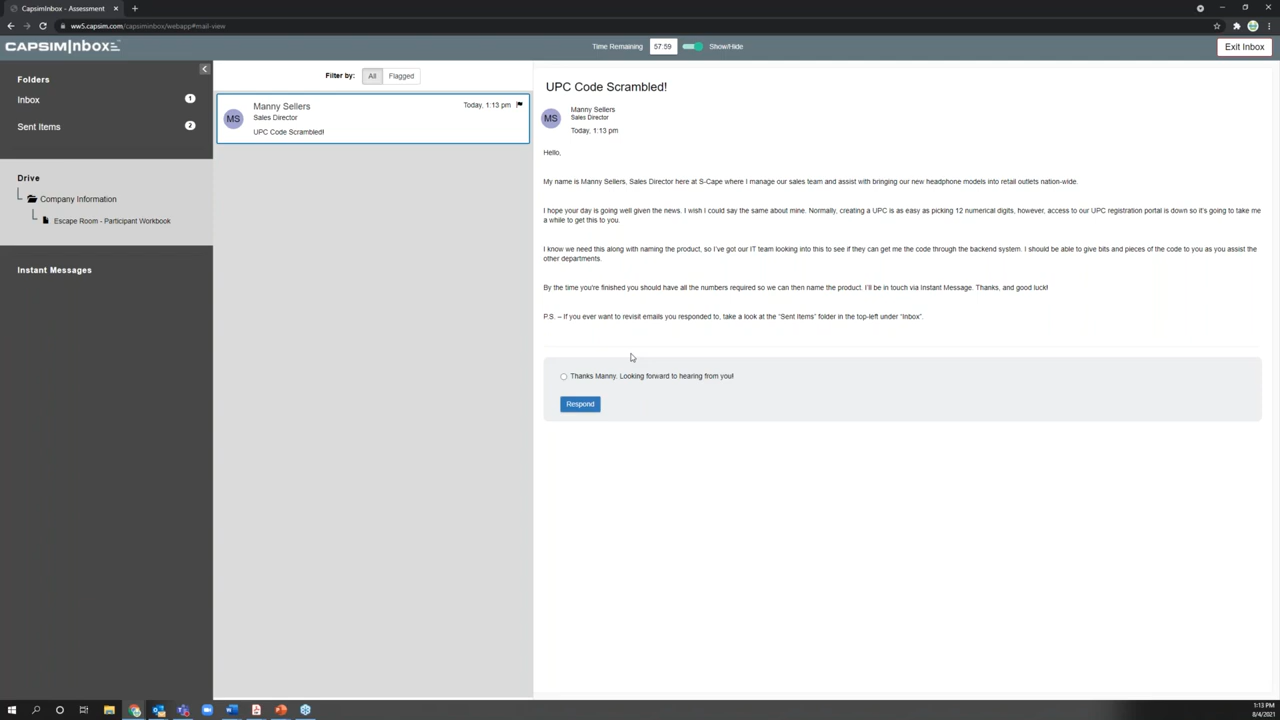 CapsimInbox - Assessment
ww5.capsim.com/capsiminbox/webapp#mail-view
CAPSIMInbox
Time Remaining 57:59 Show/Hide
Exit Inbox
Folders
Inbox 1
Sent Items 2
Drive
Company Information
Escape Room - Participant Workbook
Instant Messages
Filter by: All Flagged
MS
Manny Sellers Today, 1:13 pm
Sales Director
UPC Code Scrambled!
UPC Code Scrambled!
MS
Manny Sellers
Sales Director
Today, 1:13 pm
Hello,
My name is Manny Sellers, Sales Director here at S-Cape where I manage our sales team and assist with bringing our new headphone models into retail outlets nation-wide.
I hope your day is going well given the news. I wish I could say the same about mine. Normally, creating a UPC is as easy as picking 12 numerical digits, however, access to our UPC registration portal is down so it's going to take me
a while to get this to you.
I know we need this along with naming the product, so I've got our IT team looking into this to see if they can get me the code through the backend system. I should be able to give bits and pieces of the code to you as you assist the
other departments.
By the time you're finished you should have all the numbers required so we can then name the product. I'll be in touch via Instant Message. Thanks, and good luck!
P.S. – If you ever want to revisit emails you responded to, take a look at the "Sent Items" folder in the top-left under "Inbox".
Thanks Manny. Looking forward to hearing from you!
Respond
1:13 PM
8/4/2021